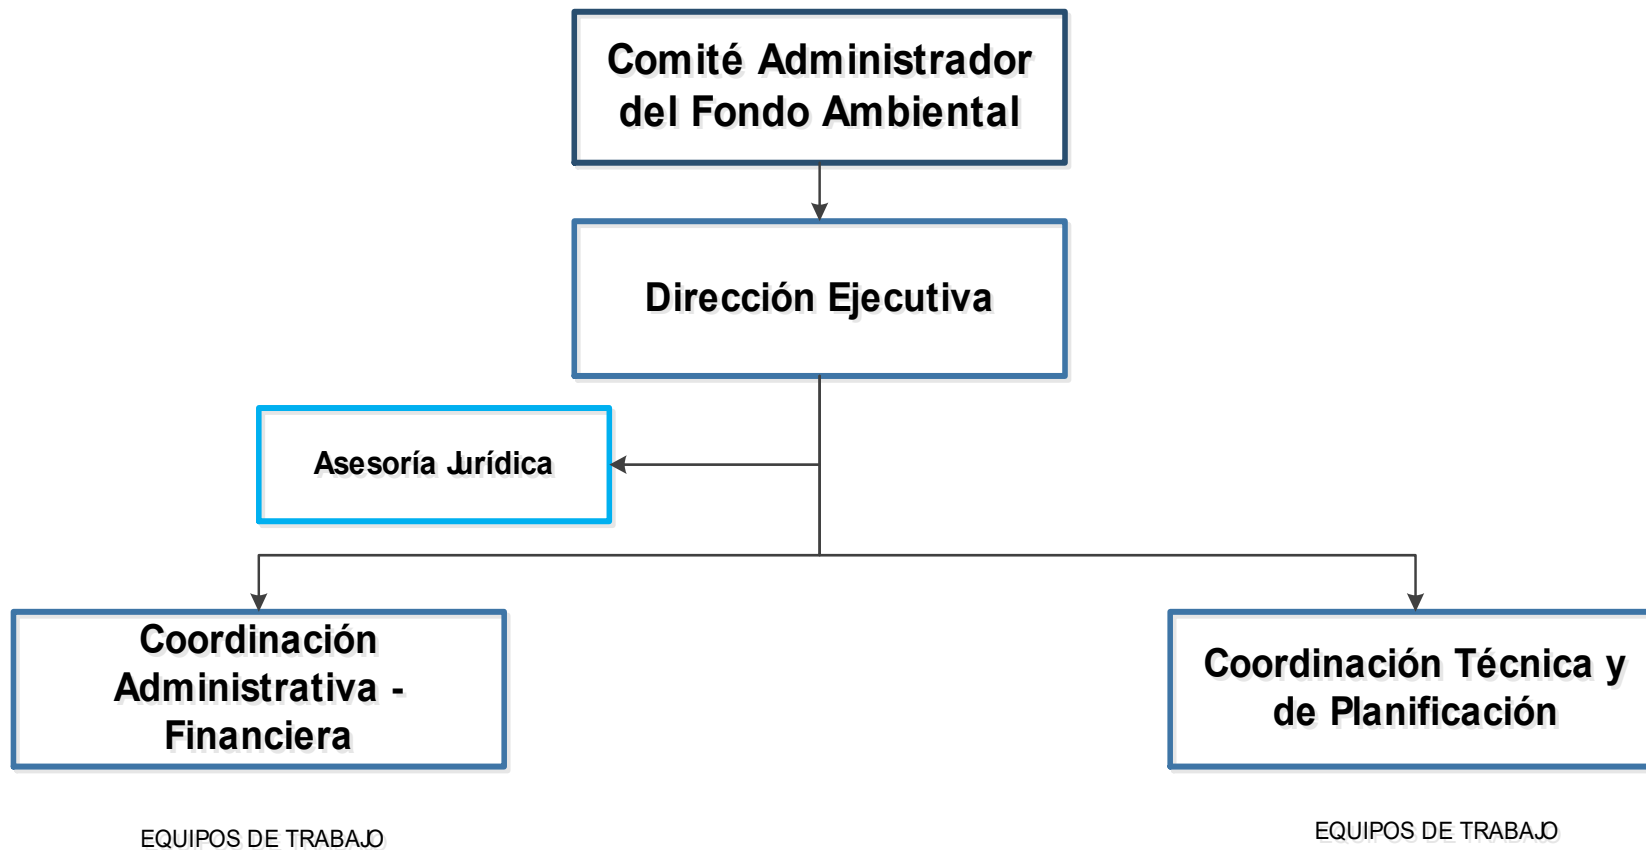 Comité Administrador
del Fondo Ambiental
Dirección Ejecutiva
Asesoría Jurídica
Coordinación
Administrativa -
Financiera
Coordinación Técnica y
de Planificación
EQUIPOS DE TRABAJO
EQUIPOS DE TRABAJO